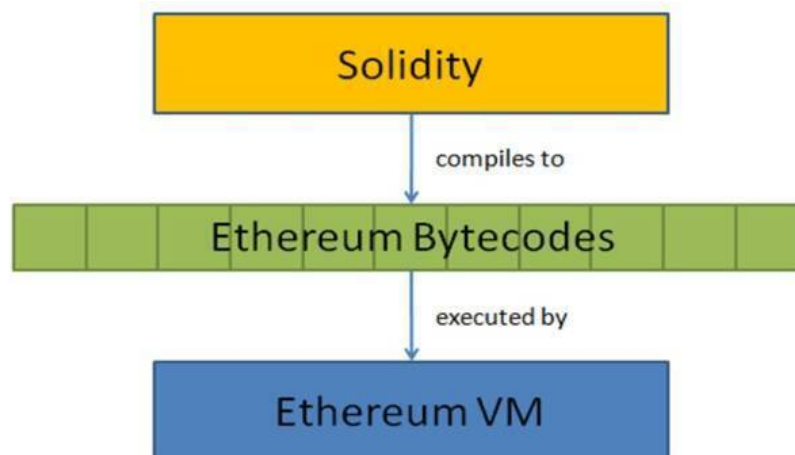 Solidity
compiles to
Ethereum Bytecodes
executed by
Ethereum VM